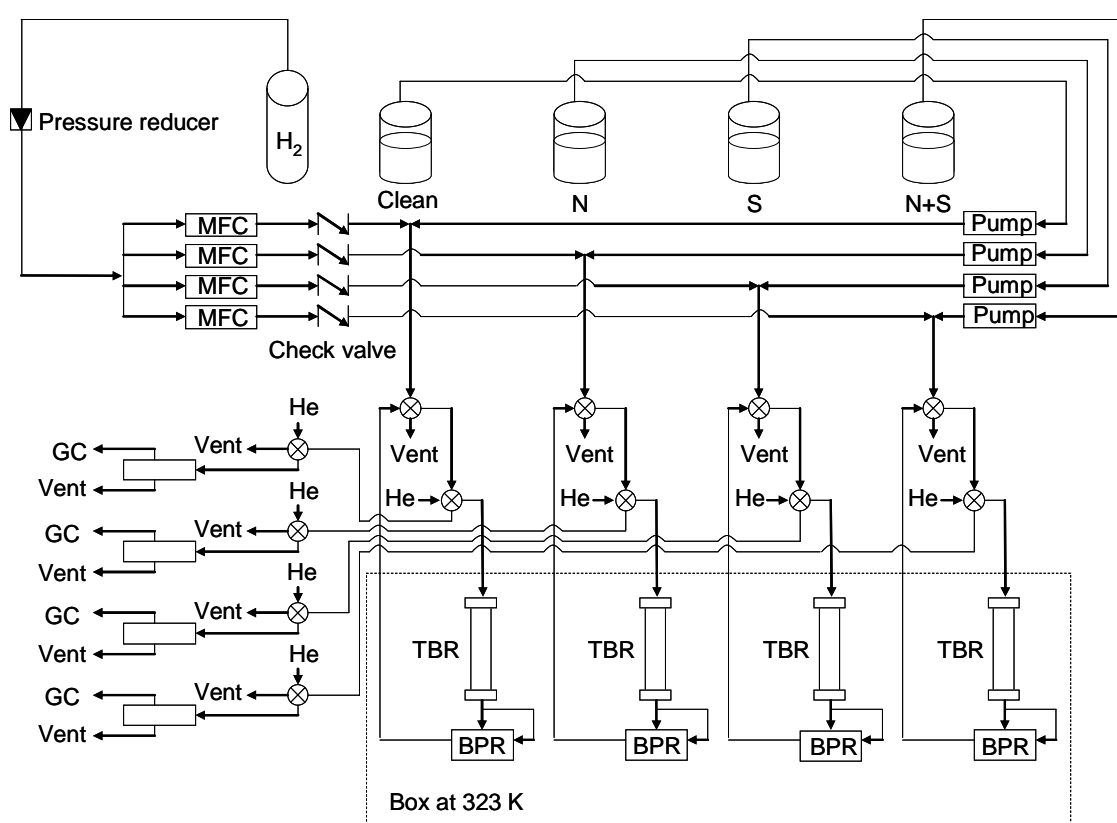 Pressure reducer
H2
Clean
N
S
N+S
MFC
Pump
MFC
Pump
MFC
Pump
MFC
Pump
Check valve
He
GC
Vent
Vent
Vent
Vent
Vent
Vent
He
He
He
He
He
GC
Vent
Vent
He
GC
Vent
Vent
He
GC
Vent
Vent
TBR
TBR
TBR
TBR
BPR
BPR
BPR
BPR
Box at 323 K